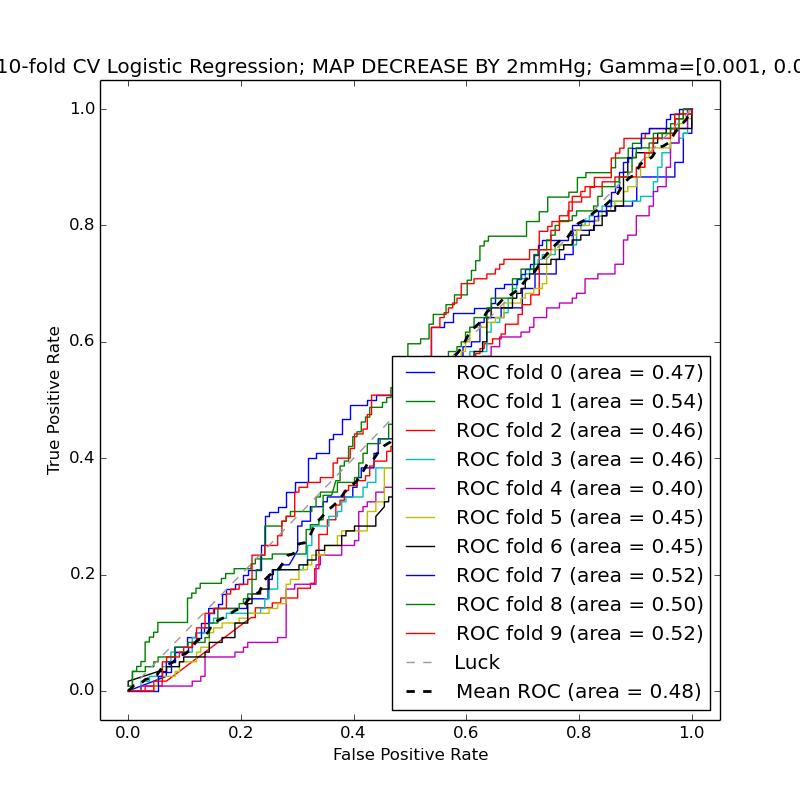 10-fold CV Logistic Regression; MAP DECREASE BY 2mmHg; Gamma=[0.001, 0.0
1.0
0.8
0.6
0.4
0.2
0.0
True Positive Rate
ROC fold 0 (area = 0.47)
ROC fold 1 (area = 0.54)
ROC fold 2 (area = 0.46)
ROC fold 3 (area = 0.46)
ROC fold 4 (area = 0.40)
ROC fold 5 (area = 0.45)
ROC fold 6 (area = 0.45)
ROC fold 7 (area = 0.52)
ROC fold 8 (area = 0.50)
ROC fold 9 (area = 0.52)
Luck
Mean ROC (area = 0.48)
0.0 0.2 0.4 0.6 0.8 1.0
False Positive Rate